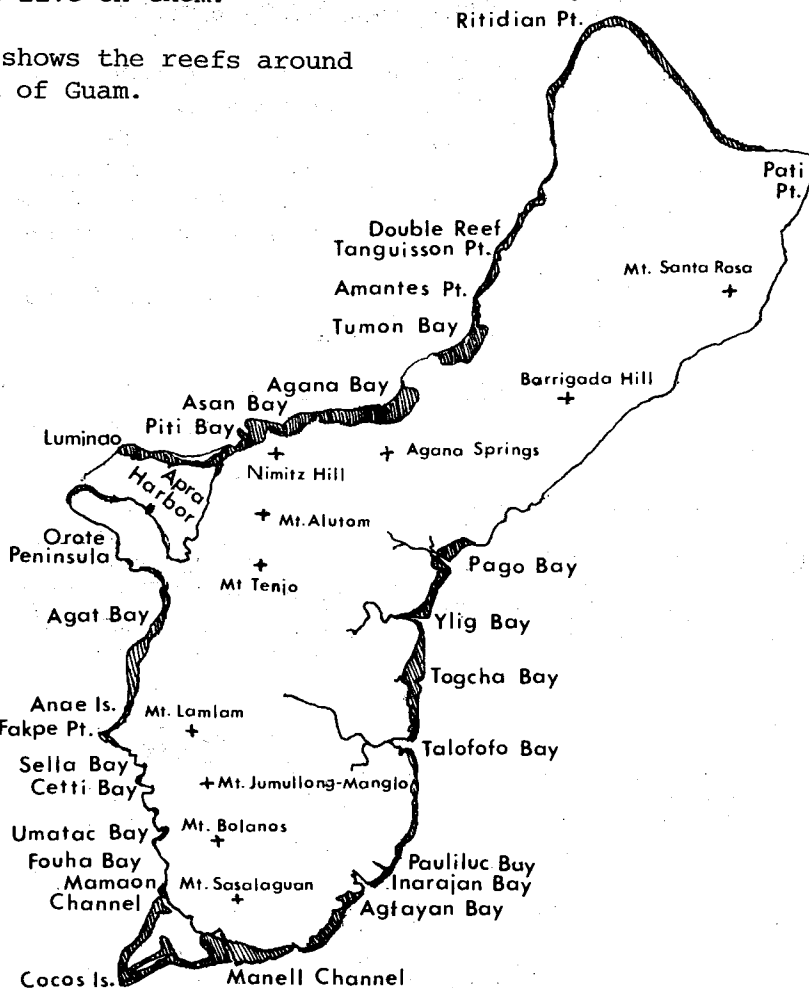 shows the reefs around
of Guam.
Ritidian Pt.
Pati
Pt.
Double Reef
Tanguisson Pt.
Mt. Santa Rosa
Amantes Pt.
Tumon Bay
Barrigada Hill
Agana Bay
Asan Bay
Piti Bay
Luminao
Agana Springs
Nimitz Hill
Apra
Harbor
Mt. Alutom
Orote
Peninsula
Pago Bay
Mt Tenjo
Agat Bay
Ylig Bay
Togcha Bay
Anae Is.
Mt. Lamlam
Fakpe Pt.
Talofofo Bay
Sella Bay
Cetti Bay
Mt. Jumullong-Manglo
Umatac Bay
Mt. Bolanos
Fouha Bay
Pauliluc Bay
Mamaon
Channel
Mt. Sasalaguan
Inarajan Bay
Agfayan Bay
Cocos Is.
Manell Channel